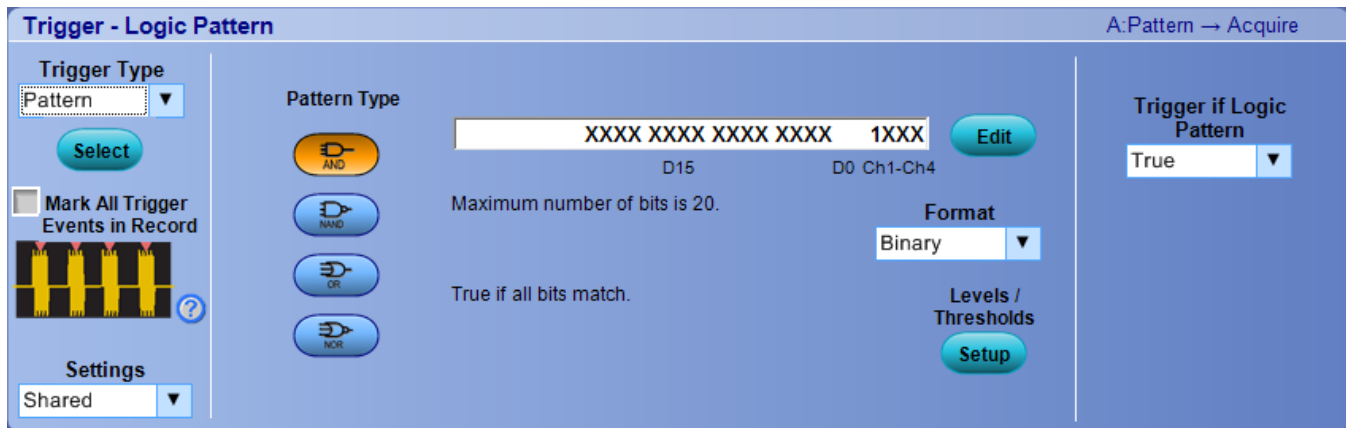 Trigger - Logic Pattern
A:Pattern → Acquire
Trigger Type
Pattern
Select
Mark All Trigger
Events in Record
?
Settings
Shared
Pattern Type
AND
NAND
OR
NOR
XXXX XXXX XXXX XXXX 1XXX
Edit
D15 D0 Ch1-Ch4
Maximum number of bits is 20.
Format
Binary
True if all bits match.
Levels /
Thresholds
Setup
Trigger if Logic
Pattern
True